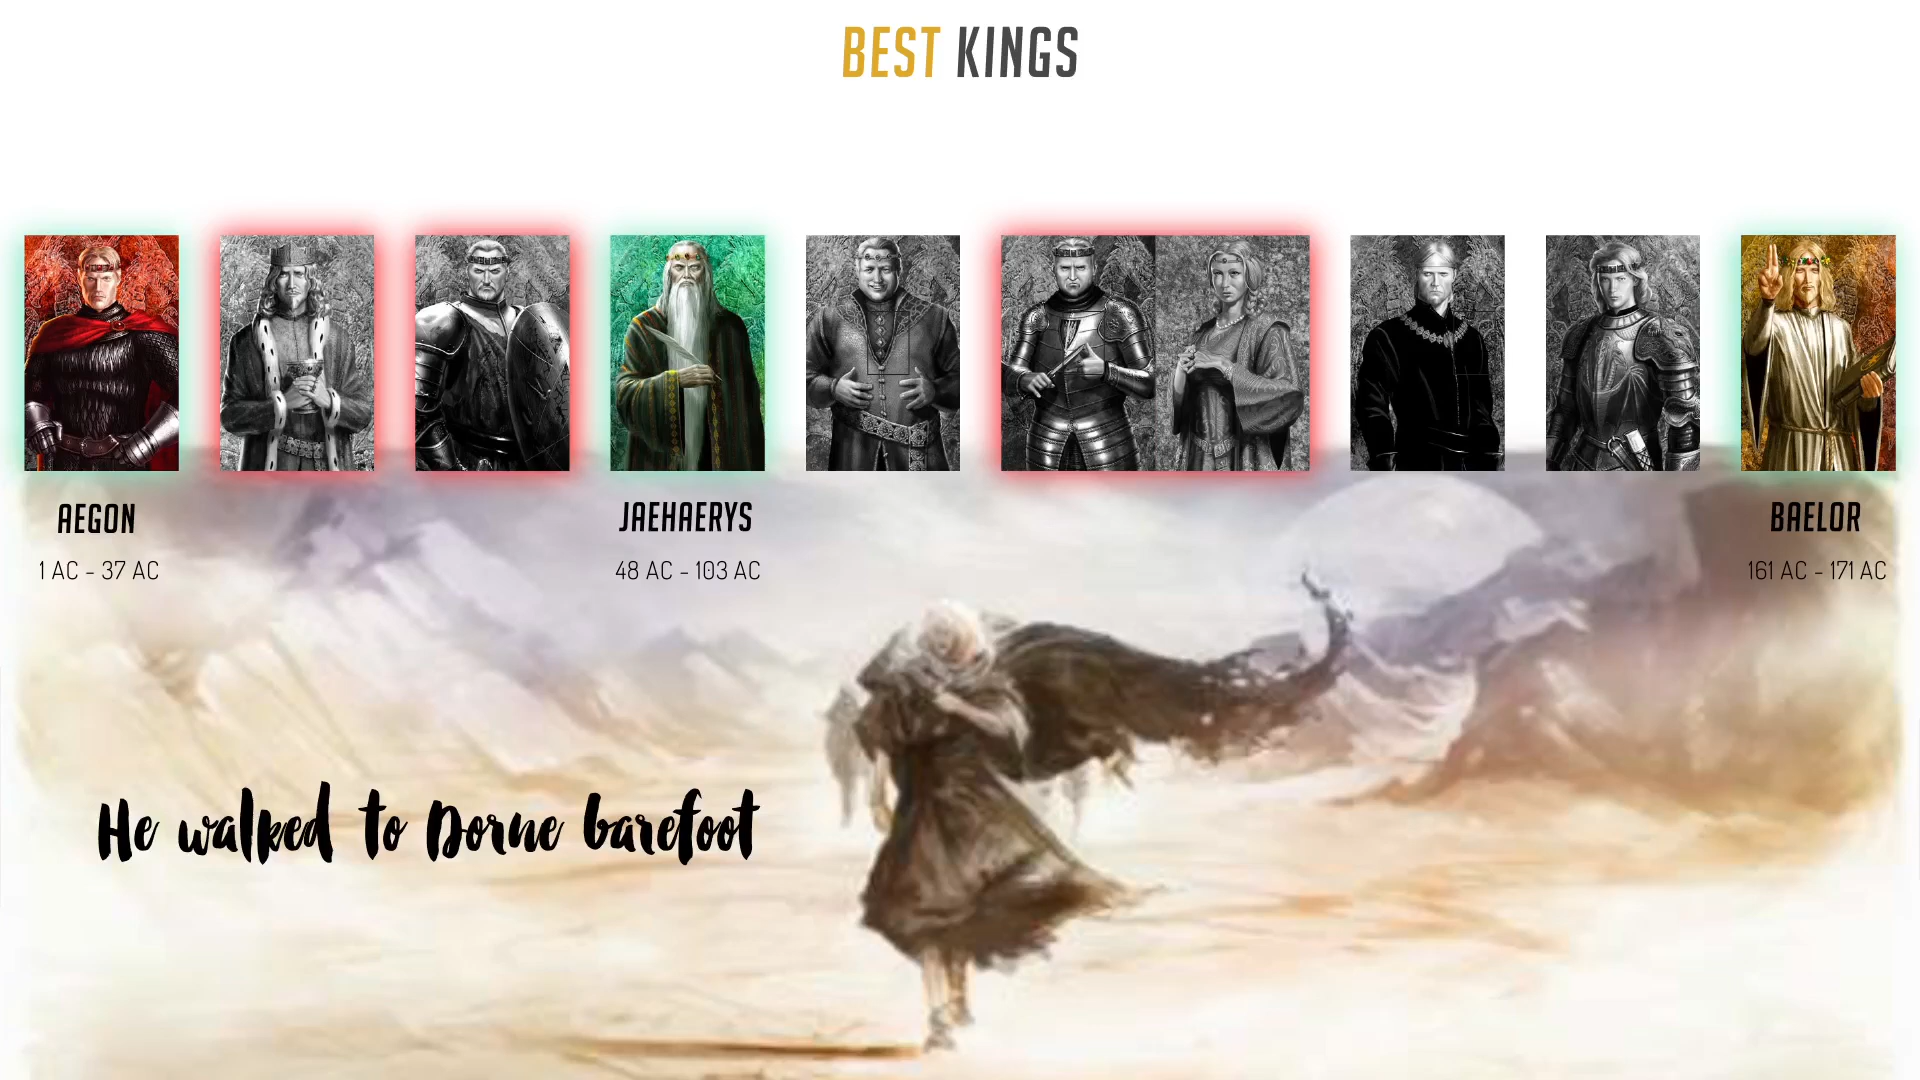 BEST KINGS
AEGON
1 AC - 37 AC
JAEHAERYS
48 AC - 103 AC
BAELOR
161 AC - 171 AC
He walked to Dorne barefoot